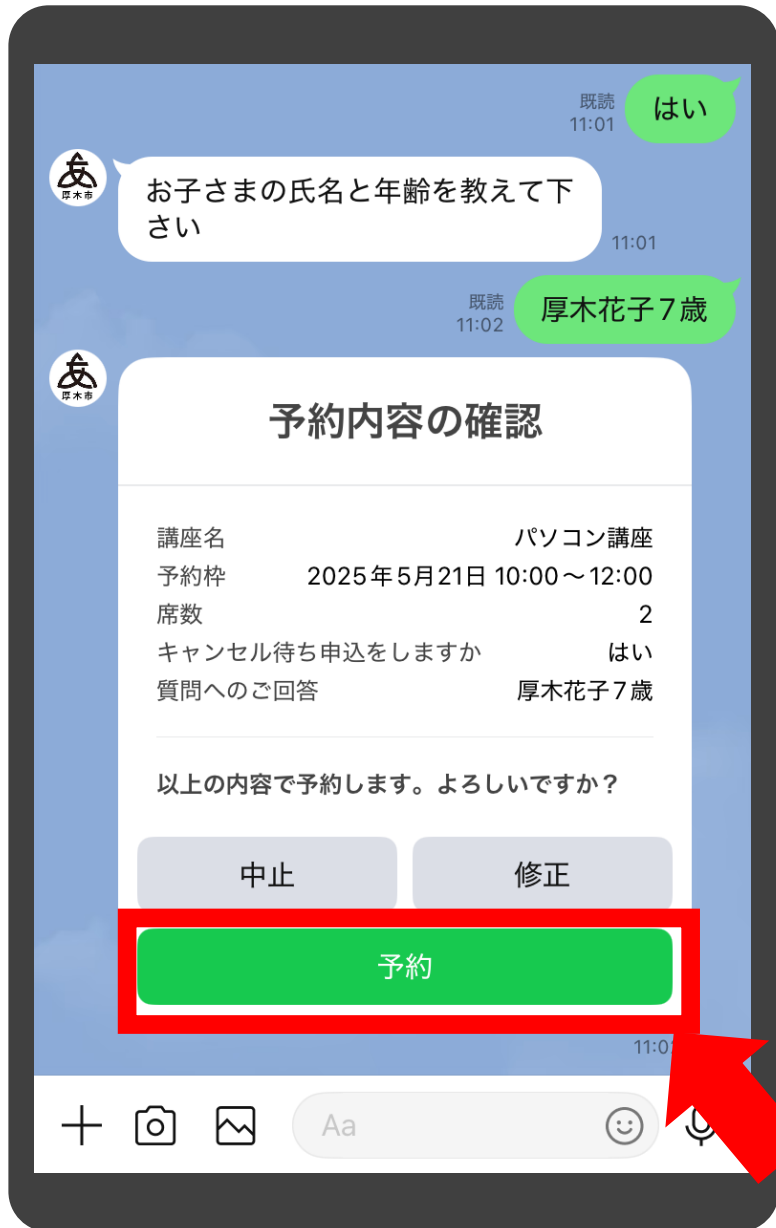 既読
11:01
はい
厚木市
お子さまの氏名と年齢を教えて下
さい
11:01
既読
11:02
厚木花子7歳
厚木市
予約内容の確認
講座名 パソコン講座
予約枠 2025年5月21日 10:00～12:00
席数 2
キャンセル待ち申込をしますか はい
質問へのご回答 厚木花子7歳
以上の内容で予約します。よろしいですか？
中止 修正
予約
Aa